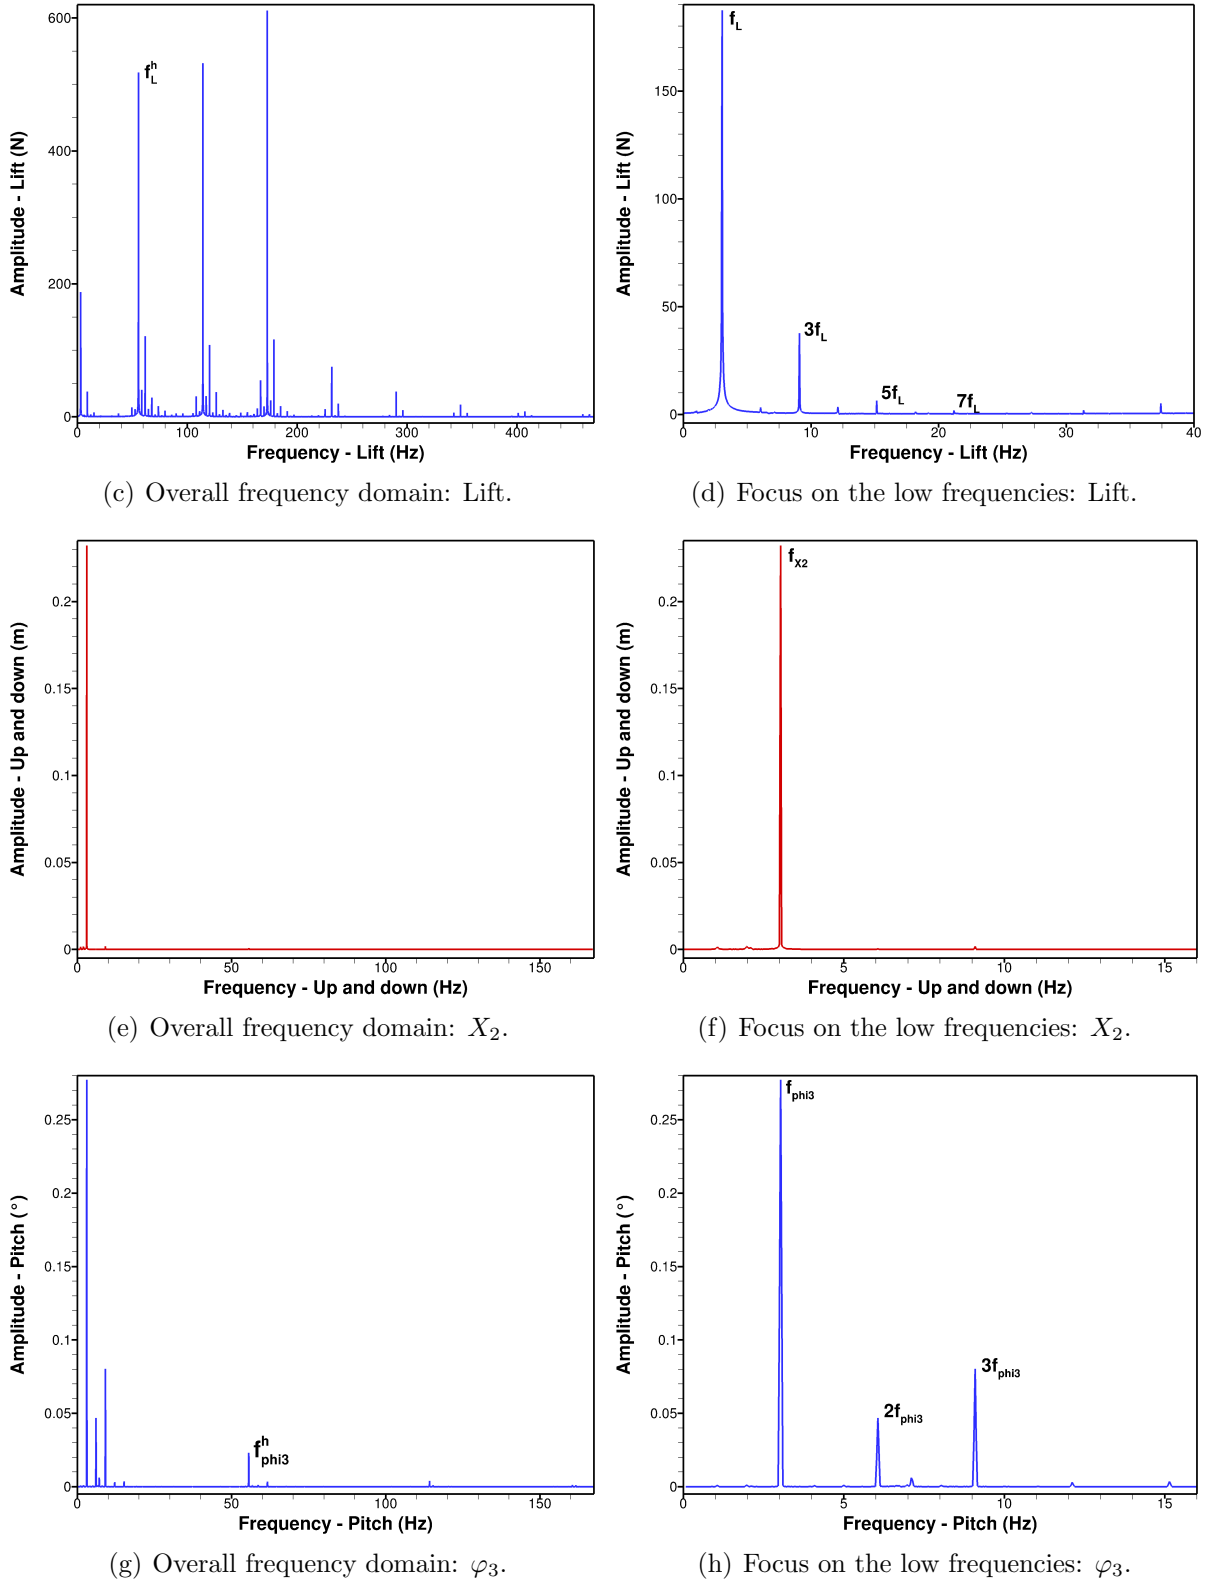 600
400
200
0
0 100 200 300 400
Amplitude - Lift (N)
f_L^h
Frequency - Lift (Hz)
150
100
50
0
0 10 20 30 40
Amplitude - Lift (N)
f_L
3f_L
5f_L
7f_L
Frequency - Lift (Hz)
(c) Overall frequency domain: Lift.
(d) Focus on the low frequencies: Lift.
0.2
0.15
0.1
0.05
0
0 50 100 150
Amplitude - Up and down (m)
Frequency - Up and down (Hz)
0.2
0.15
0.1
0.05
0
0 5 10 15
Amplitude - Up and down (m)
f_X2
Frequency - Up and down (Hz)
(e) Overall frequency domain: X₂.
(f) Focus on the low frequencies: X₂.
0.25
0.2
0.15
0.1
0.05
0
0 50 100 150
Amplitude - Pitch (°)
f_phi3^h
Frequency - Pitch (Hz)
0.25
0.2
0.15
0.1
0.05
0
0 5 10 15
Amplitude - Pitch (°)
f_phi3
2f_phi3
3f_phi3
Frequency - Pitch (Hz)
(g) Overall frequency domain: φ₃.
(h) Focus on the low frequencies: φ₃.